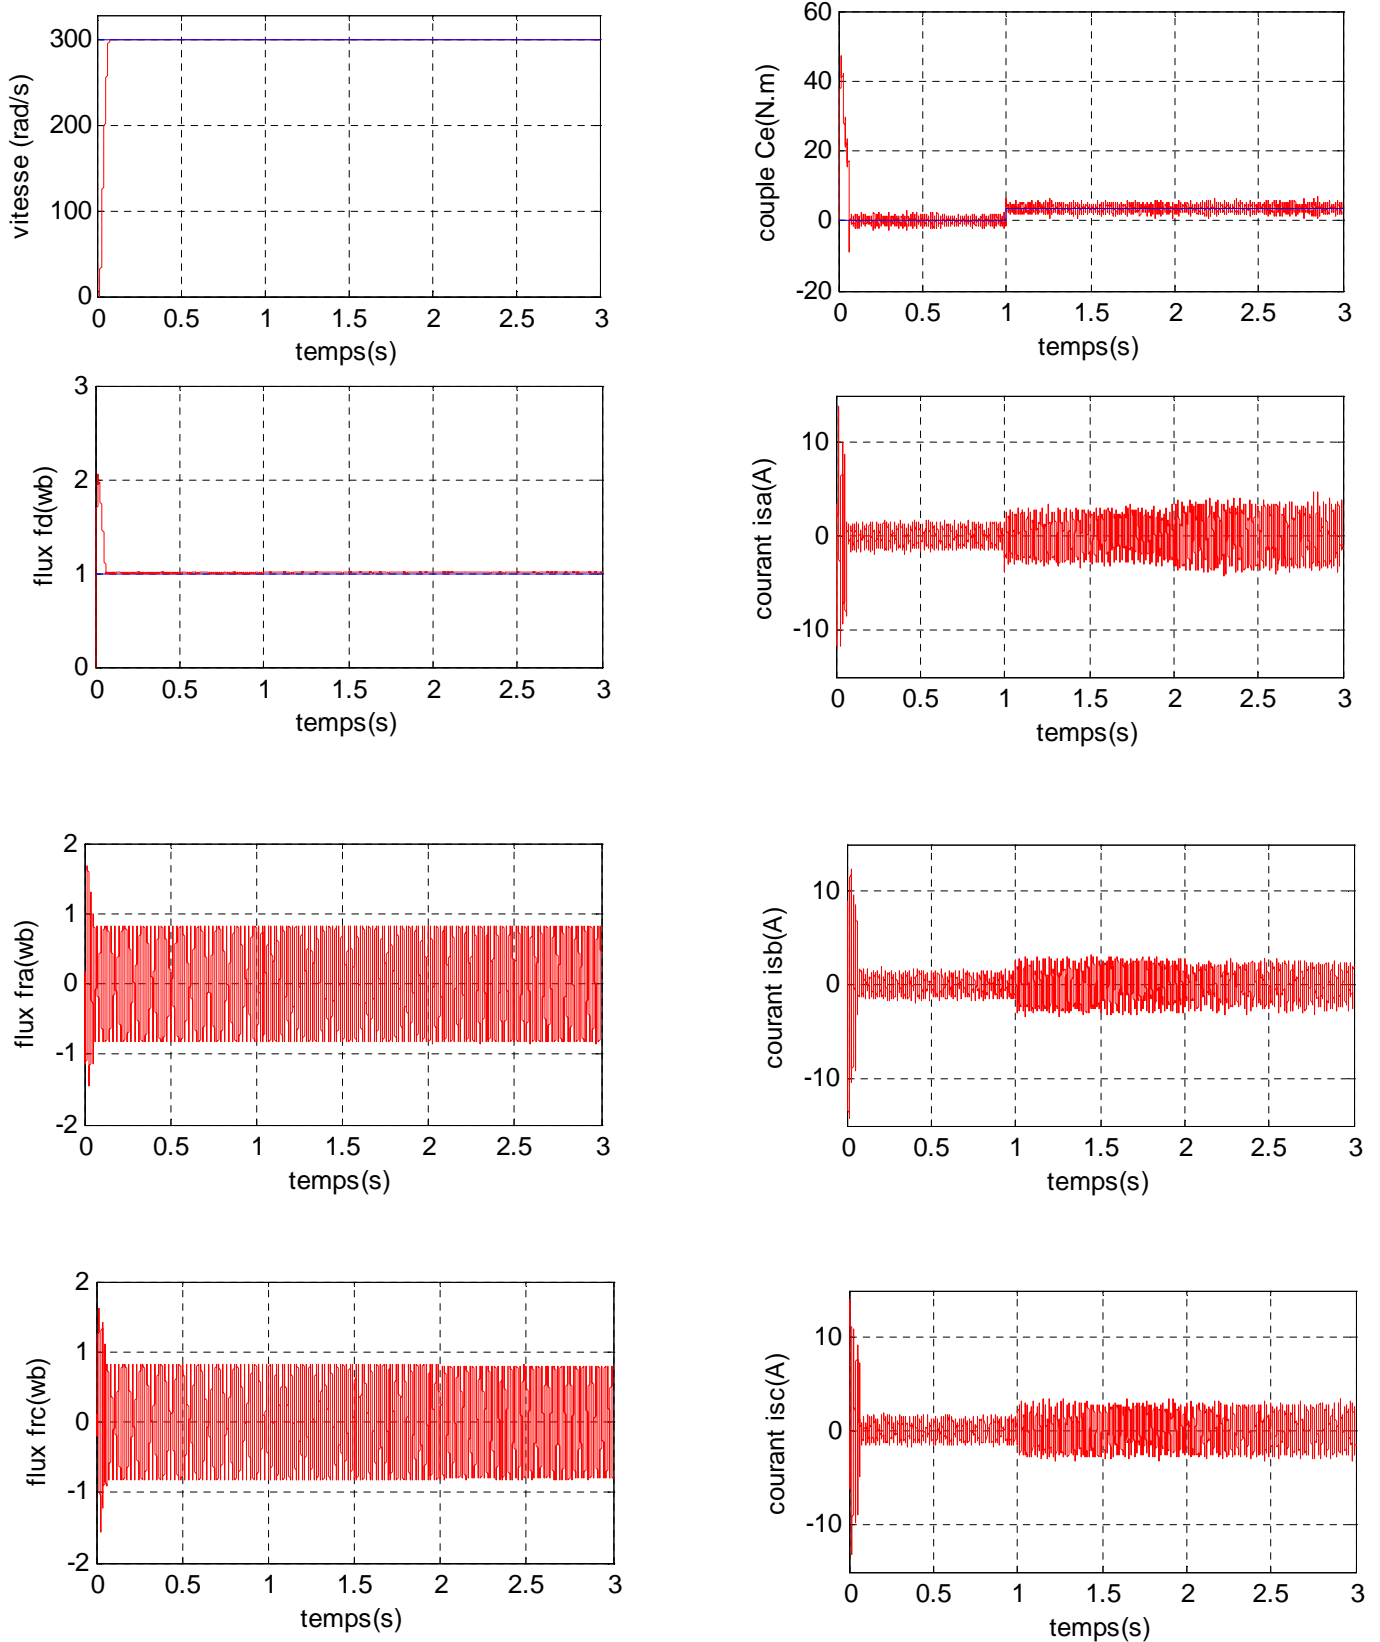 300
200
100
0
vitesse (rad/s)
0 0.5 1 1.5 2 2.5 3
temps(s)
60
40
20
0
-20
couple Ce(N.m)
0 0.5 1 1.5 2 2.5 3
temps(s)
3
2
1
0
flux fd(wb)
0 0.5 1 1.5 2 2.5 3
temps(s)
10
0
-10
courant isa(A)
0 0.5 1 1.5 2 2.5 3
temps(s)
2
1
0
-1
-2
flux fra(wb)
0 0.5 1 1.5 2 2.5 3
temps(s)
10
0
-10
courant isb(A)
0 0.5 1 1.5 2 2.5 3
temps(s)
2
1
0
-1
-2
flux frc(wb)
0 0.5 1 1.5 2 2.5 3
temps(s)
10
0
-10
courant isc(A)
0 0.5 1 1.5 2 2.5 3
temps(s)